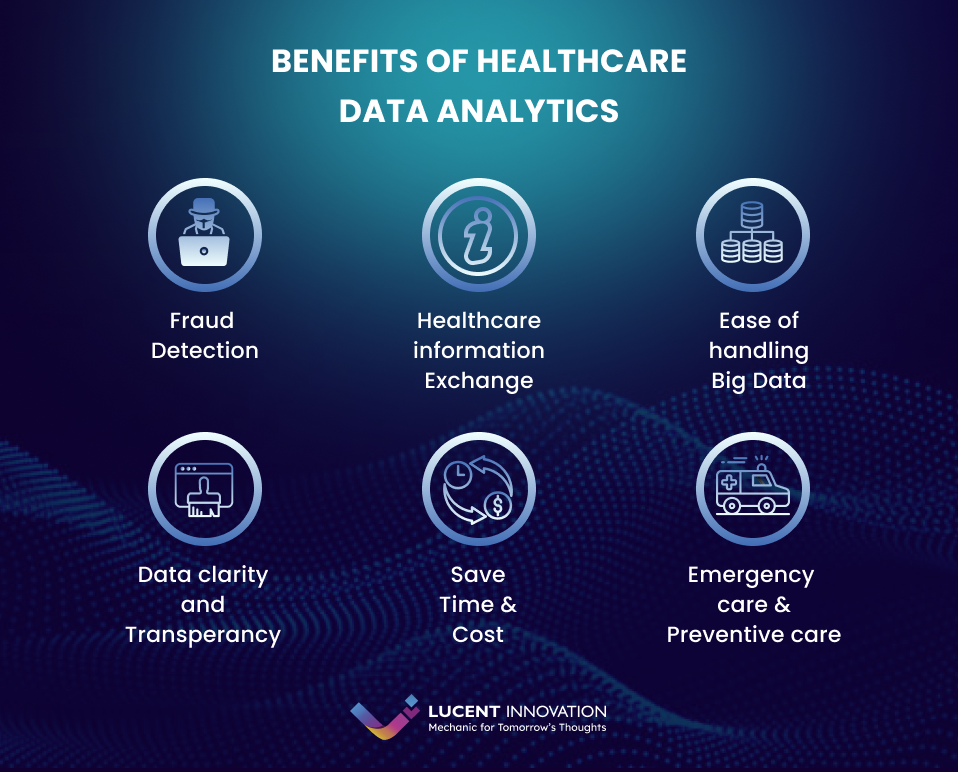 BENEFITS OF HEALTHCARE
DATA ANALYTICS
Fraud
Detection
Healthcare
information
Exchange
Ease of
handling
Big Data
Data clarity
and
Transperancy
Save
Time &
Cost
$
Emergency
care &
Preventive care
LUCENT INNOVATION
Mechanic for Tomorrow's Thoughts